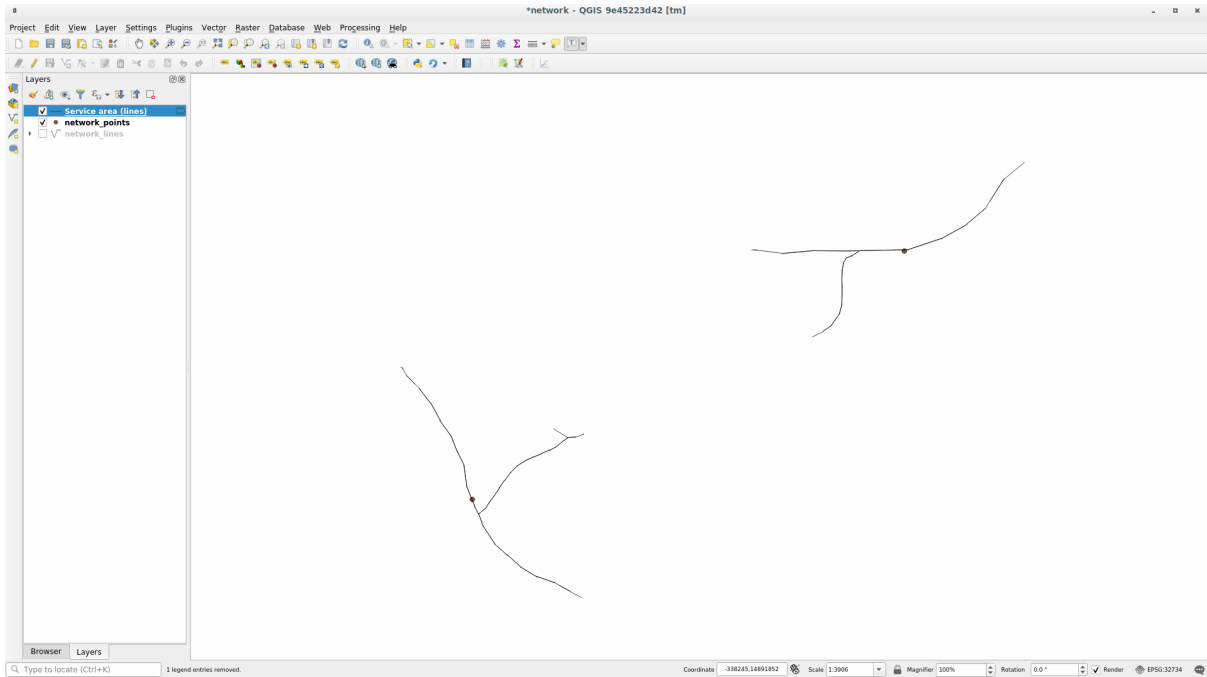 *network - QGIS 9e45223d42 [tm]
Project Edit View Layer Settings Plugins Vector Raster Database Web Processing Help
Layers
Service area (lines)
network_points
network_lines
Browser Layers
Type to locate (Ctrl+K) 1 legend entries removed. Coordinate -338245,14891852 Scale 1:3906 Magnifier 100% Rotation 0.0 ° Render EPSG:32734